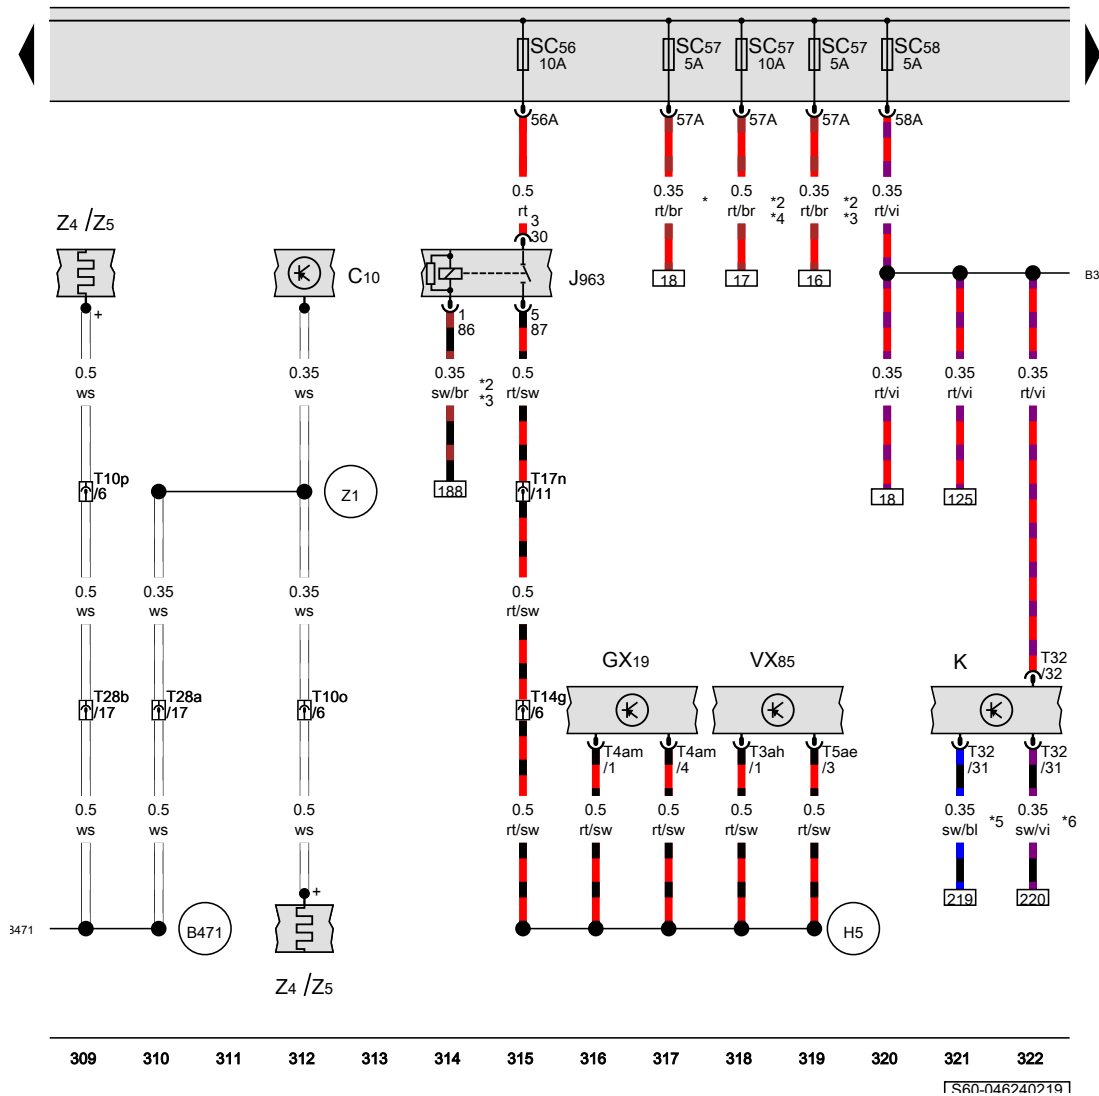 SC56 SC57 SC57 SC57 SC58
10A 5A 10A 5A 5A
56A 57A 57A 57A 58A
0.5 0.35 * 0.5 *2 0.35 *2 0.35
rt rt/br rt/br *4 rt/br *3 rt/vi
3
30
Z4 /Z5
C10
J963
18 17 16
B3
+
1 5
86 87
0.5 0.35 0.35 *2 0.5 0.35 0.35 0.35
ws ws sw/br *3 rt/sw rt/vi rt/vi rt/vi
T10p
/6
Z1
188
T17n
/11
18 125
0.5 0.35 0.35 0.5
ws ws ws rt/sw
GX19 VX85 K
T32
/32
T28b T28a T10o T14g
/17 /17 /6 /6
T4am T4am T3ah T5ae T32 T32
/1 /4 /1 /3 /31 /31
0.5 0.5 0.5 0.5 0.5 0.5 0.5 0.5 0.35 *5 0.35 *6
ws ws ws rt/sw rt/sw rt/sw rt/sw rt/sw sw/bl sw/vi
+
219 220
B471 H5
Z4 /Z5
309 310 311 312 313 314 315 316 317 318 319 320 321 322
S60-046240219